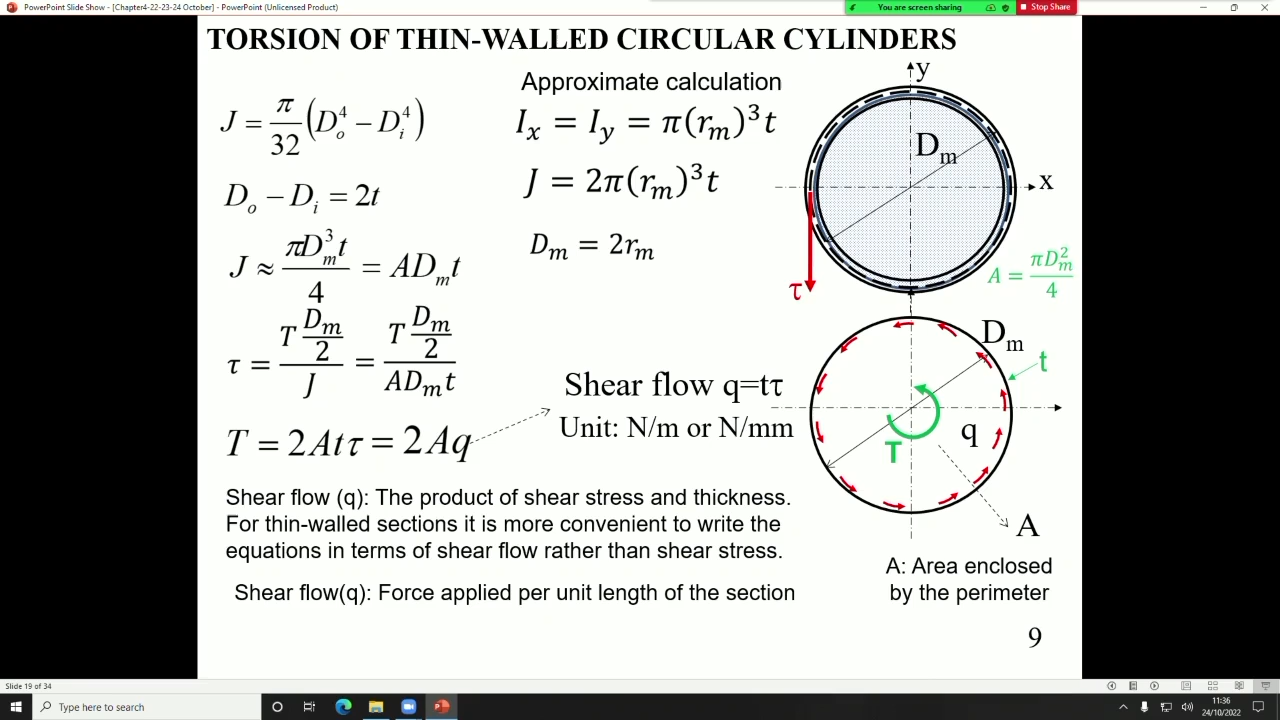 PowerPoint Slide Show - [Chapter4-22-23-24 October] - PowerPoint (Unlicensed Product)
You are screen sharing
Stop Share
TORSION OF THIN-WALLED CIRCULAR CYLINDERS
J = π/32 (D_o^4 − D_i^4)
D_o − D_i = 2t
J ≈ πD_m^3 t / 4 = AD_m t
τ = T (D_m/2) / J = T (D_m/2) / (AD_m t)
T = 2Atτ = 2Aq
Approximate calculation
I_x = I_y = π(r_m)^3 t
J = 2π(r_m)^3 t
D_m = 2r_m
Shear flow q=tτ
Unit: N/m or N/mm
y
D_m
x
τ
A = πD_m^2 / 4
D_m
t
q
T
A
A: Area enclosed
by the perimeter
Shear flow (q): The product of shear stress and thickness.
For thin-walled sections it is more convenient to write the
equations in terms of shear flow rather than shear stress.
Shear flow(q): Force applied per unit length of the section
9
Slide 19 of 34
Type here to search
11:36
24/10/2022